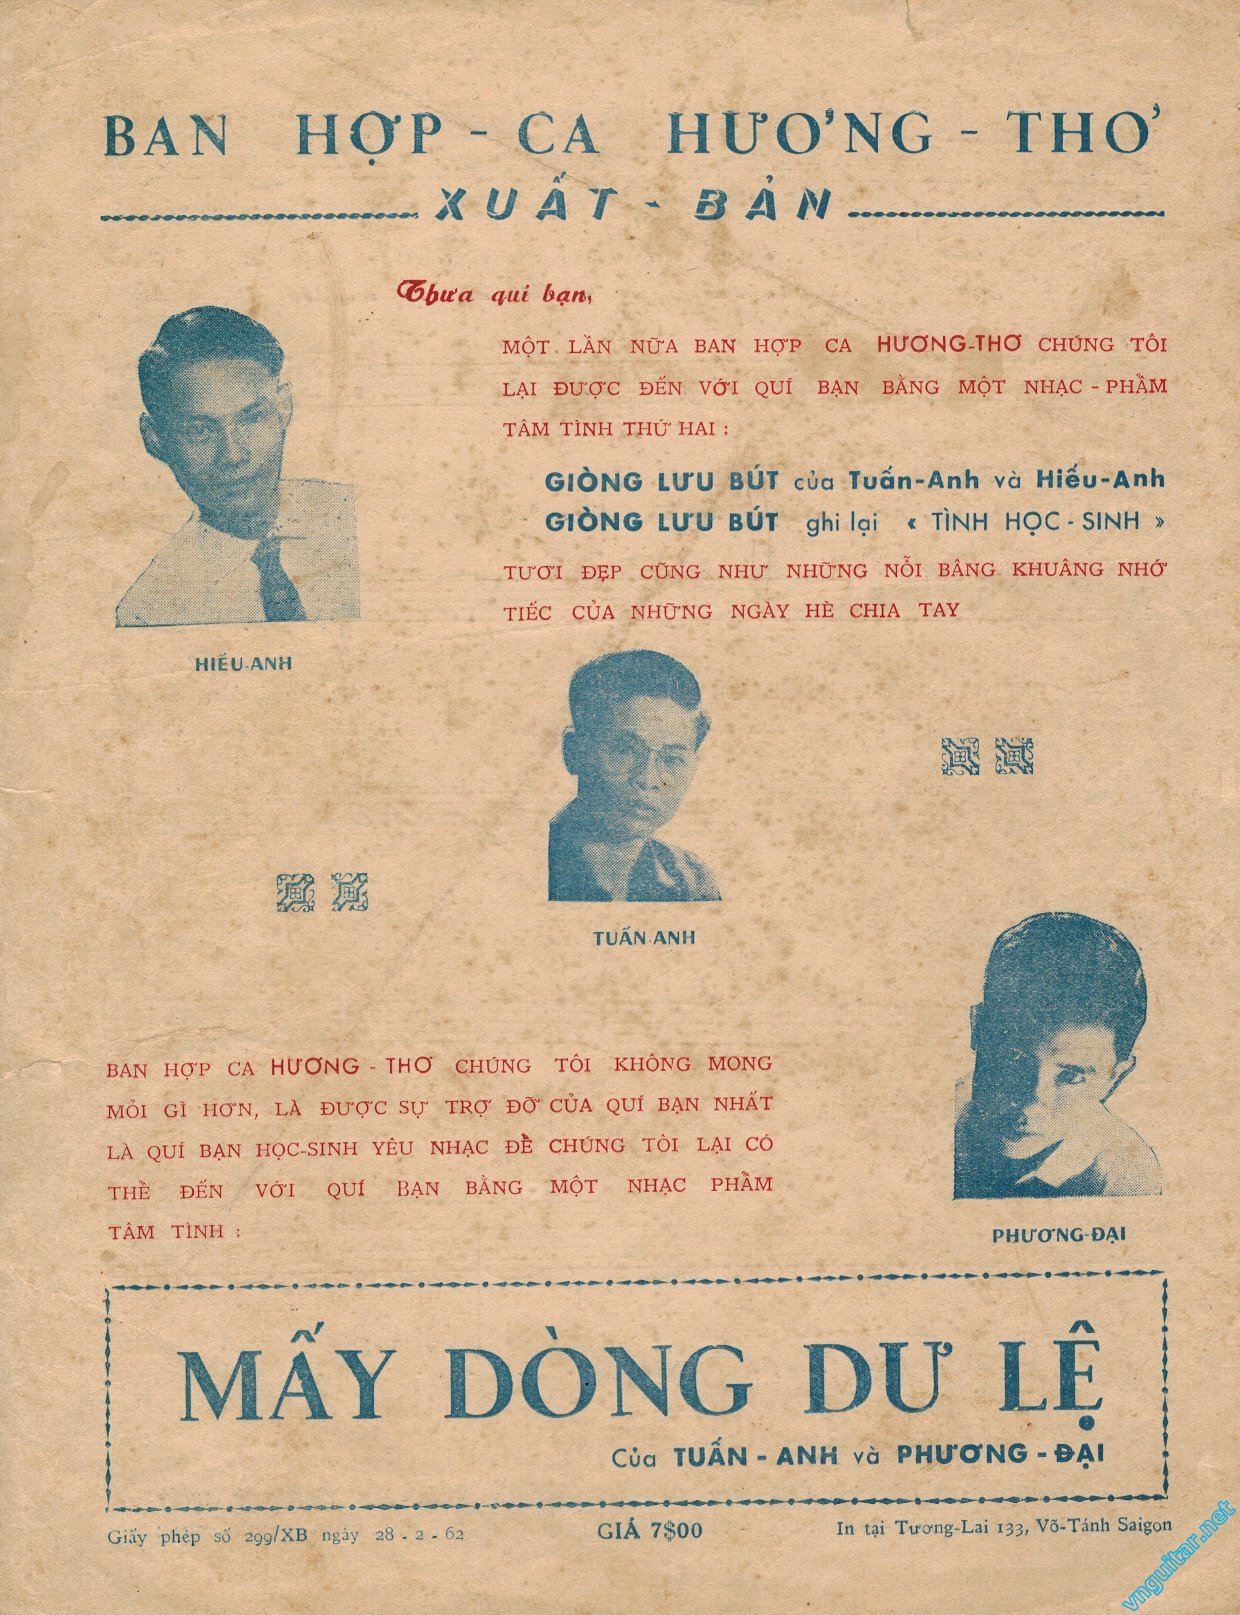 BAN HỢP - CA HƯƠNG - THƠ
XUẤT - BẢN
Thưa qui bạn,
MỘT LẦN NỮA BAN HỢP CA HƯƠNG-THƠ CHÚNG TÔI
LẠI ĐƯỢC ĐẾN VỚI QUÍ BẠN BẰNG MỘT NHẠC - PHẨM
TÂM TÌNH THỨ HAI :
GIÒNG LƯU BÚT của Tuấn-Anh và Hiếu-Anh
GIÒNG LƯU BÚT ghi lại « TÌNH HỌC - SINH »
TƯƠI ĐẸP CŨNG NHƯ NHỮNG NỖI BÂNG KHUÂNG NHỚ
TIẾC CỦA NHỮNG NGÀY HÈ CHIA TAY
HIẾU-ANH
TUẤN-ANH
BAN HỢP CA HƯƠNG - THƠ CHÚNG TÔI KHÔNG MONG
MỎI GÌ HƠN, LÀ ĐƯỢC SỰ TRỢ ĐỠ CỦA QUÍ BẠN NHẤT
LÀ QUÍ BẠN HỌC-SINH YÊU NHẠC ĐỀ CHÚNG TÒI LẠI CÓ
THỀ ĐẾN VỚI QUÍ BẠN BẰNG MỘT NHẠC PHẦM
TÂM TÌNH :
PHƯƠNG-ĐẠI
MẤY DÒNG DƯ LỆ
Của TUẤN - ANH và PHƯƠNG - ĐẠI
Giấy phép số 299/XB ngày 28 - 2 - 62
GIÁ 7$00
In tại Tương-Lai 133, Võ-Tánh Saigon
vnguitar.net